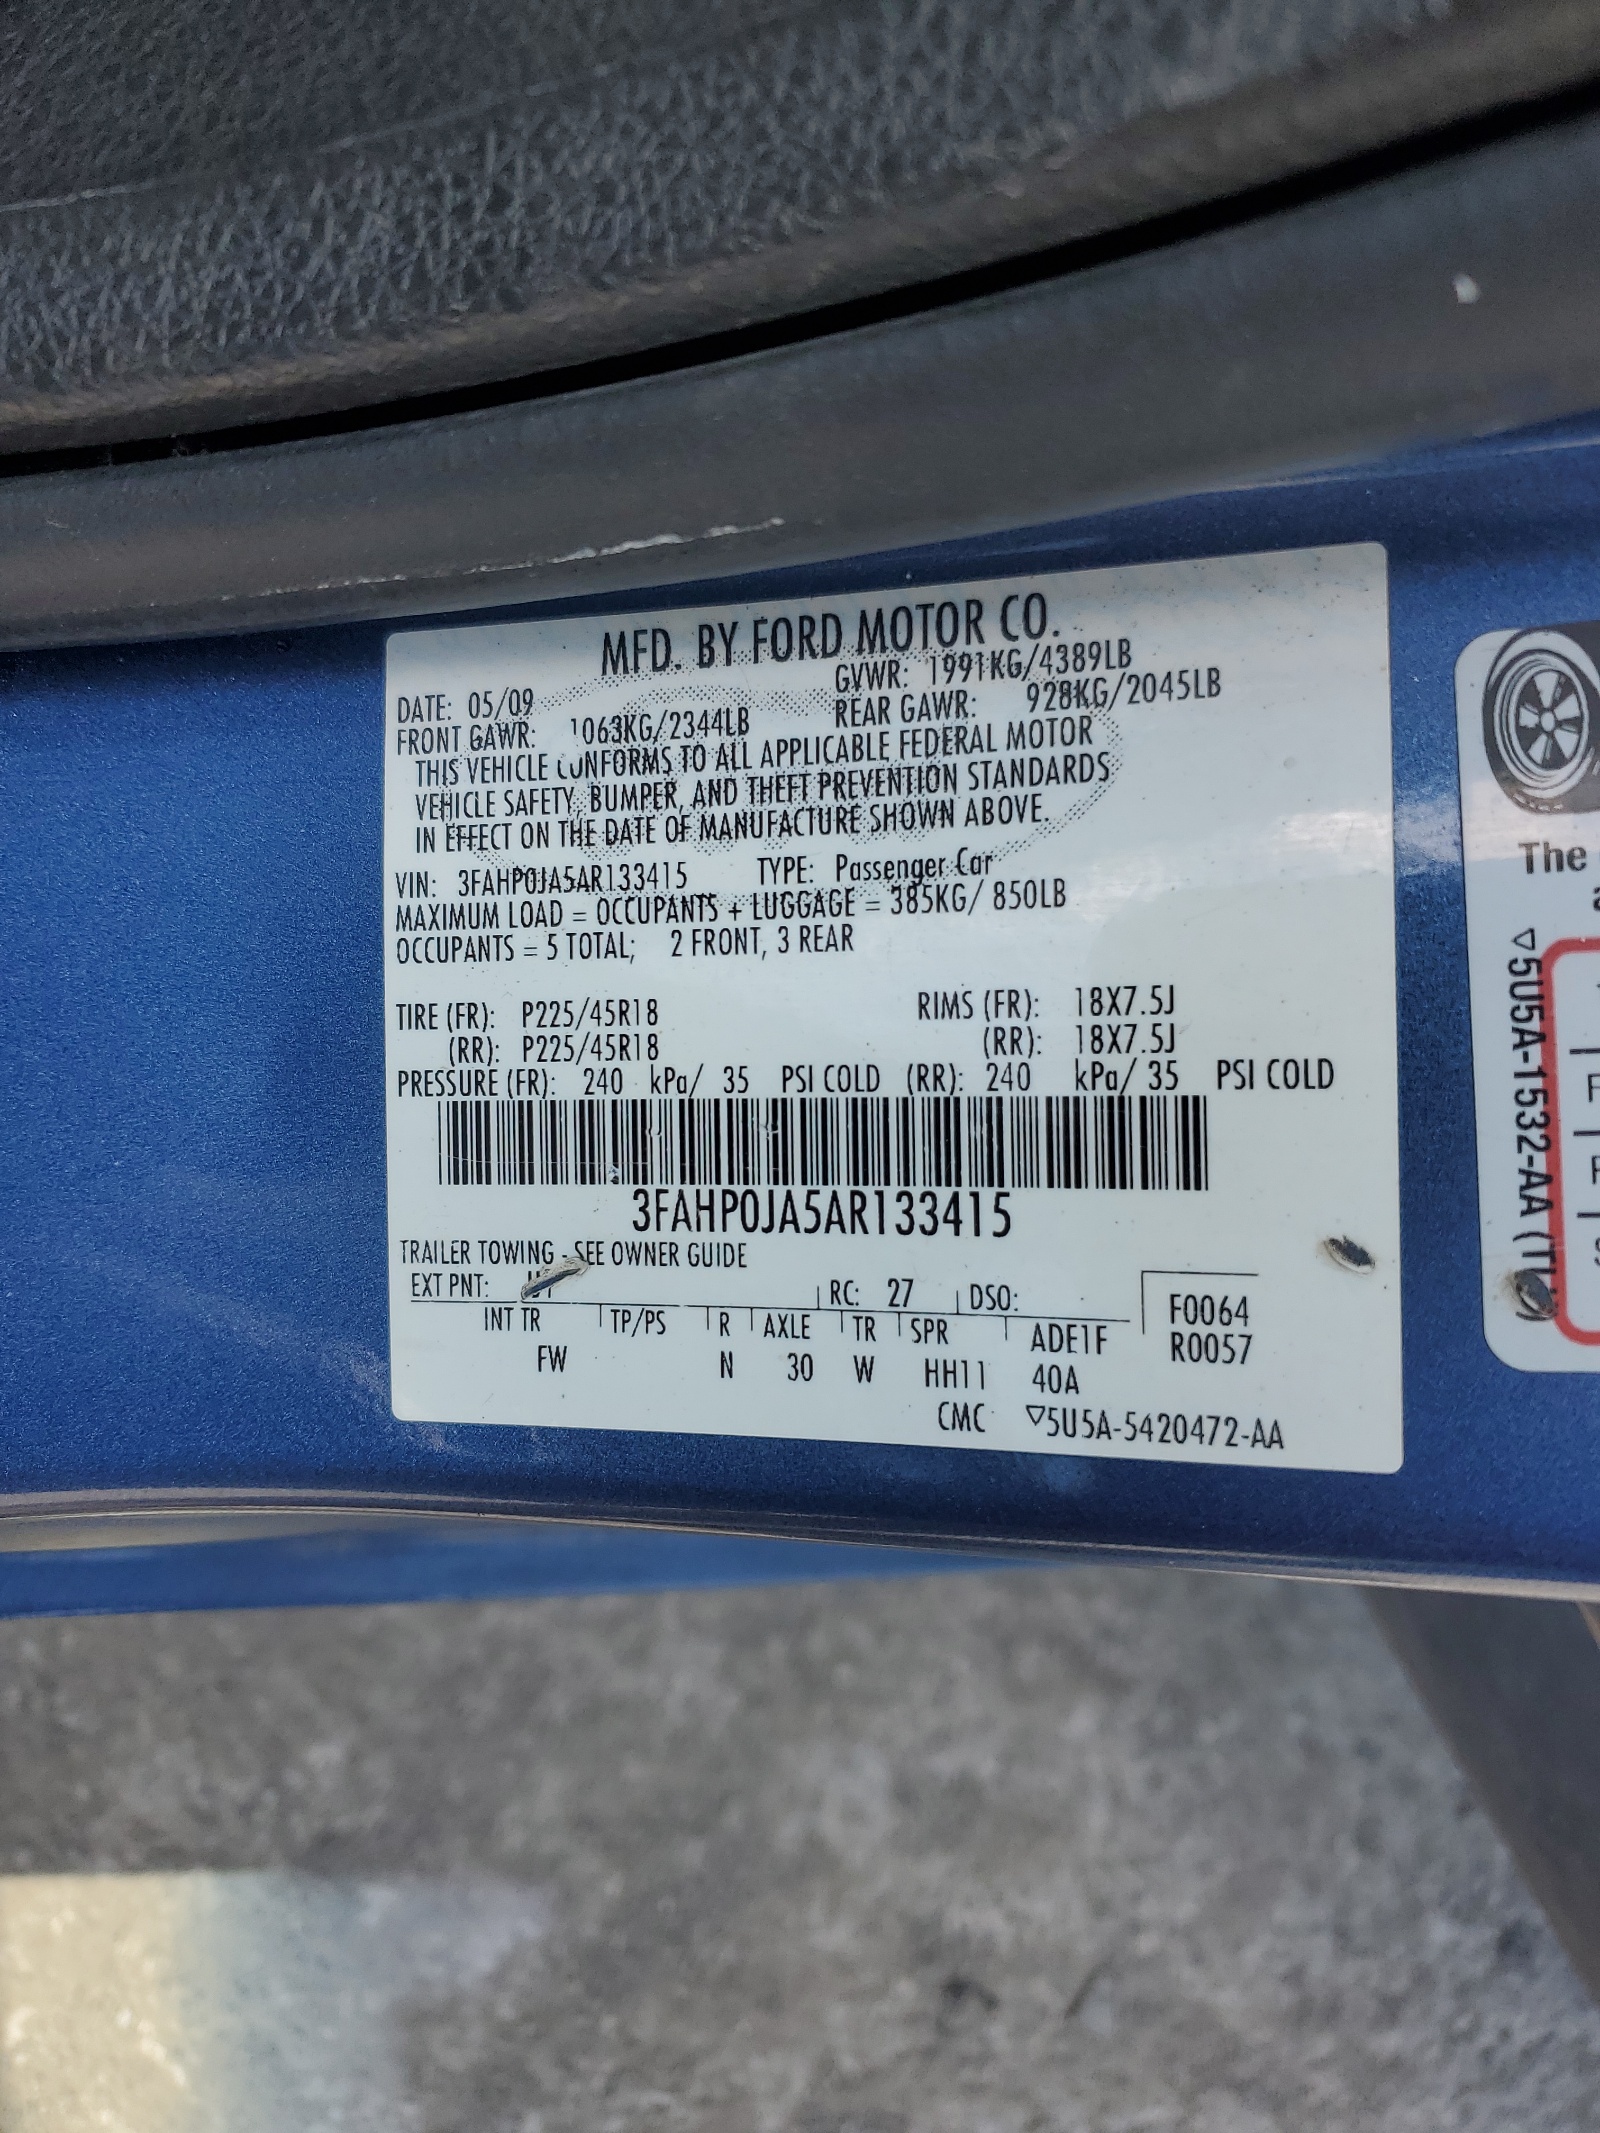 MFD. BY FORD MOTOR CO.
DATE: 05/09 GVWR: 1991KG/4389LB
FRONT GAWR: 1063KG/2344LB REAR GAWR: 928KG/2045LB
THIS VEHICLE CONFORMS TO ALL APPLICABLE FEDERAL MOTOR
VEHICLE SAFETY, BUMPER, AND THEFT PREVENTION STANDARDS
IN EFFECT ON THE DATE OF MANUFACTURE SHOWN ABOVE.
VIN: 3FAHP0JA5AR133415 TYPE: Passenger Car
MAXIMUM LOAD = OCCUPANTS + LUGGAGE = 385KG/ 850LB
OCCUPANTS = 5 TOTAL; 2 FRONT, 3 REAR
TIRE (FR): P225/45R18 RIMS (FR): 18X7.5J
(RR): P225/45R18 (RR): 18X7.5J
PRESSURE (FR): 240 kPa/ 35 PSI COLD (RR): 240 kPa/ 35 PSI COLD
3FAHP0JA5AR133415
TRAILER TOWING - SEE OWNER GUIDE
EXT PNT: RC: 27 DSO:
INT TR TP/PS R AXLE TR SPR ADE1F F0064
FW N 30 W HH11 40A R0057
CMC ▽5U5A-5420472-AA
The
▽5U5A-1532-AA